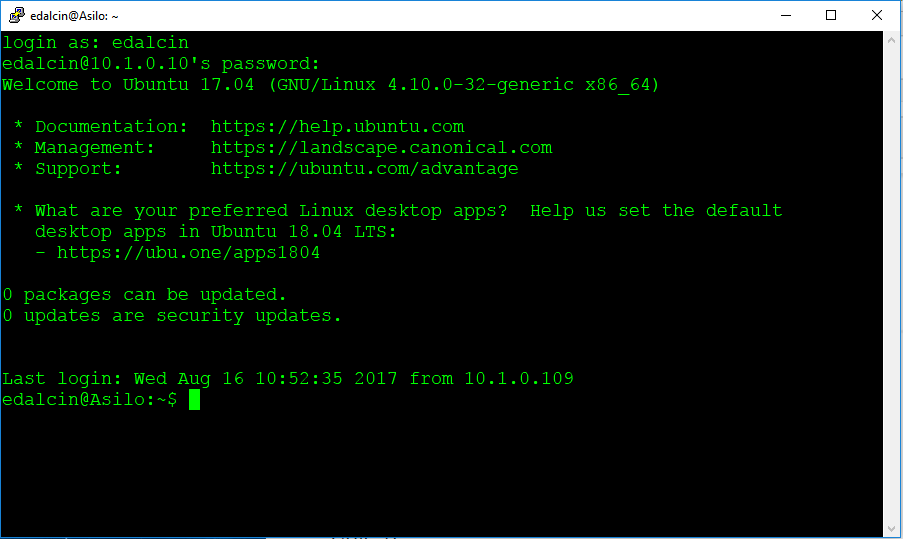 edalcin@Asilo: ~
login as: edalcin
edalcin@10.1.0.10's password:
Welcome to Ubuntu 17.04 (GNU/Linux 4.10.0-32-generic x86_64)
* Documentation:  https://help.ubuntu.com
* Management:     https://landscape.canonical.com
* Support:        https://ubuntu.com/advantage
* What are your preferred Linux desktop apps?  Help us set the default
desktop apps in Ubuntu 18.04 LTS:
- https://ubu.one/apps1804
0 packages can be updated.
0 updates are security updates.
Last login: Wed Aug 16 10:52:35 2017 from 10.1.0.109
edalcin@Asilo:~$